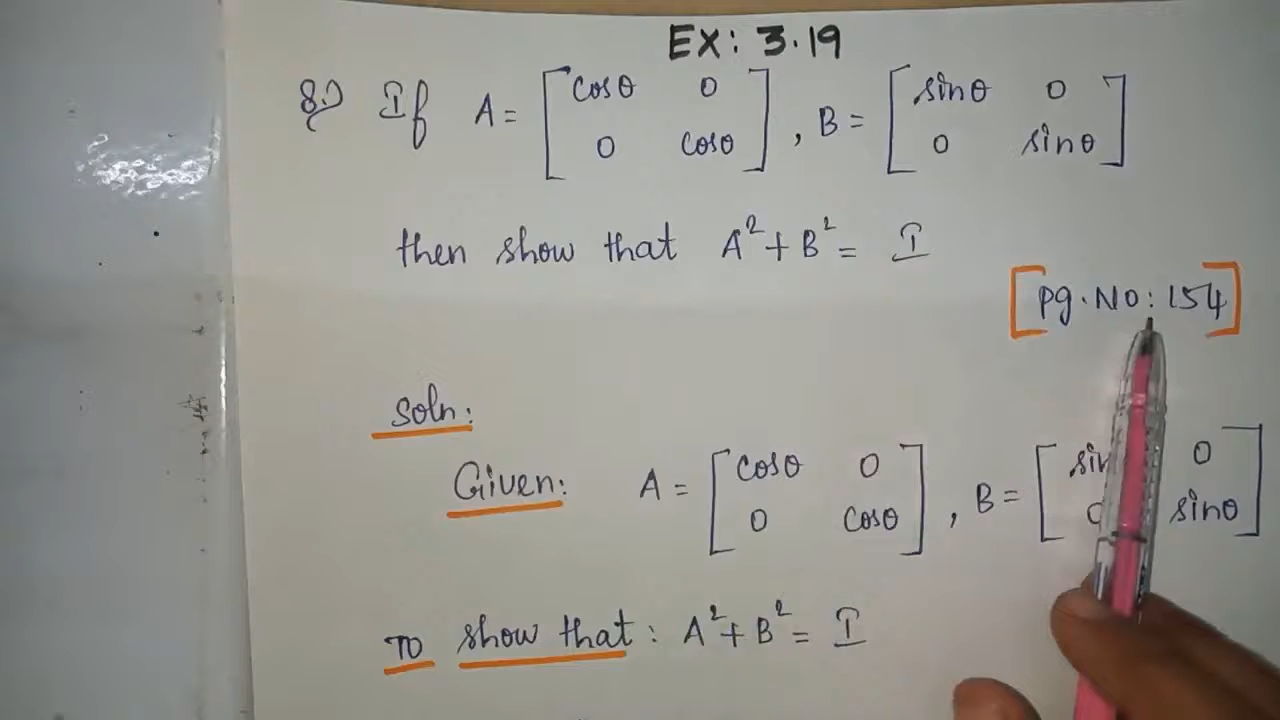 EX: 3.19
8.) If A = [cosθ 0
0 cosθ] , B = [sinθ 0
0 sinθ]
then show that A² + B² = I
[Pg. No: 154]
Soln:
Given: A = [cosθ 0
0 cosθ] , B = [ 0
sinθ]
To show that: A² + B² = I